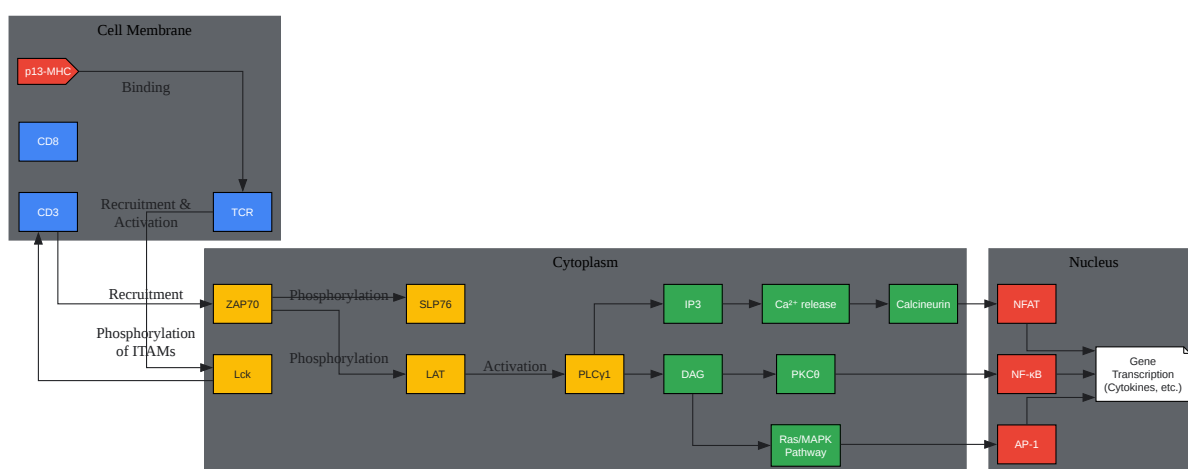 Cell Membrane
p13-MHC
Binding
CD8
CD3
Recruitment &
Activation
TCR
Cytoplasm
Nucleus
Recruitment
ZAP70
Phosphorylation
SLP76
IP3
Ca²⁺ release
Calcineurin
NFAT
Phosphorylation
of ITAMs
Lck
Phosphorylation
LAT
Activation
PLCγ1
DAG
PKCθ
NF-κB
Gene
Transcription
(Cytokines, etc.)
Ras/MAPK
Pathway
AP-1